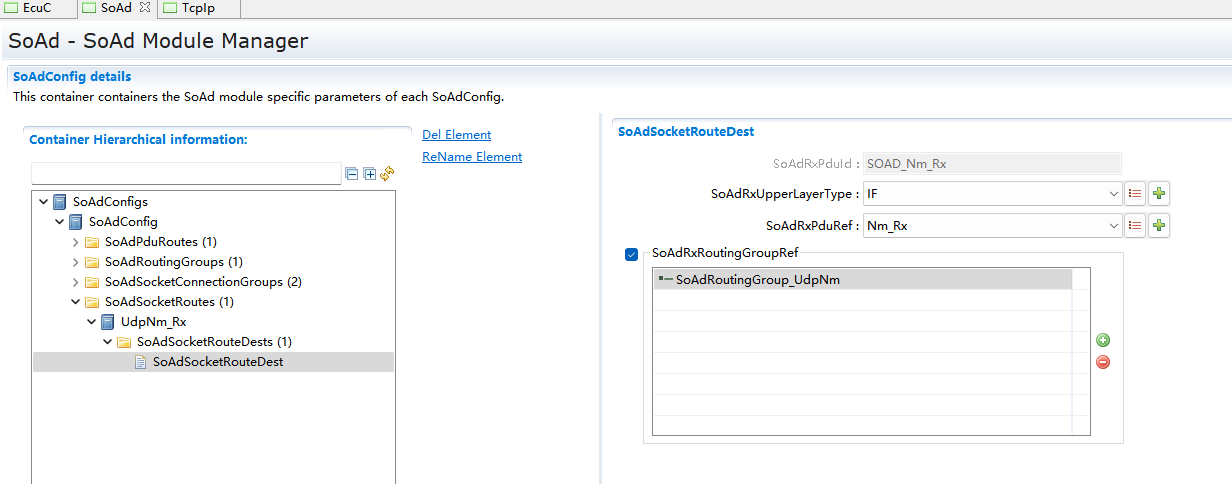 EcuC SoAd TcpIp
SoAd - SoAd Module Manager
SoAdConfig details
This container containers the SoAd module specific parameters of each SoAdConfig.
Container Hierarchical information:
Del Element
ReName Element
SoAdConfigs
SoAdConfig
SoAdPduRoutes (1)
SoAdRoutingGroups (1)
SoAdSocketConnectionGroups (2)
SoAdSocketRoutes (1)
UdpNm_Rx
SoAdSocketRouteDests (1)
SoAdSocketRouteDest
SoAdSocketRouteDest
SoAdRxPduId : SOAD_Nm_Rx
SoAdRxUpperLayerType : IF
SoAdRxPduRef : Nm_Rx
SoAdRxRoutingGroupRef
SoAdRoutingGroup_UdpNm